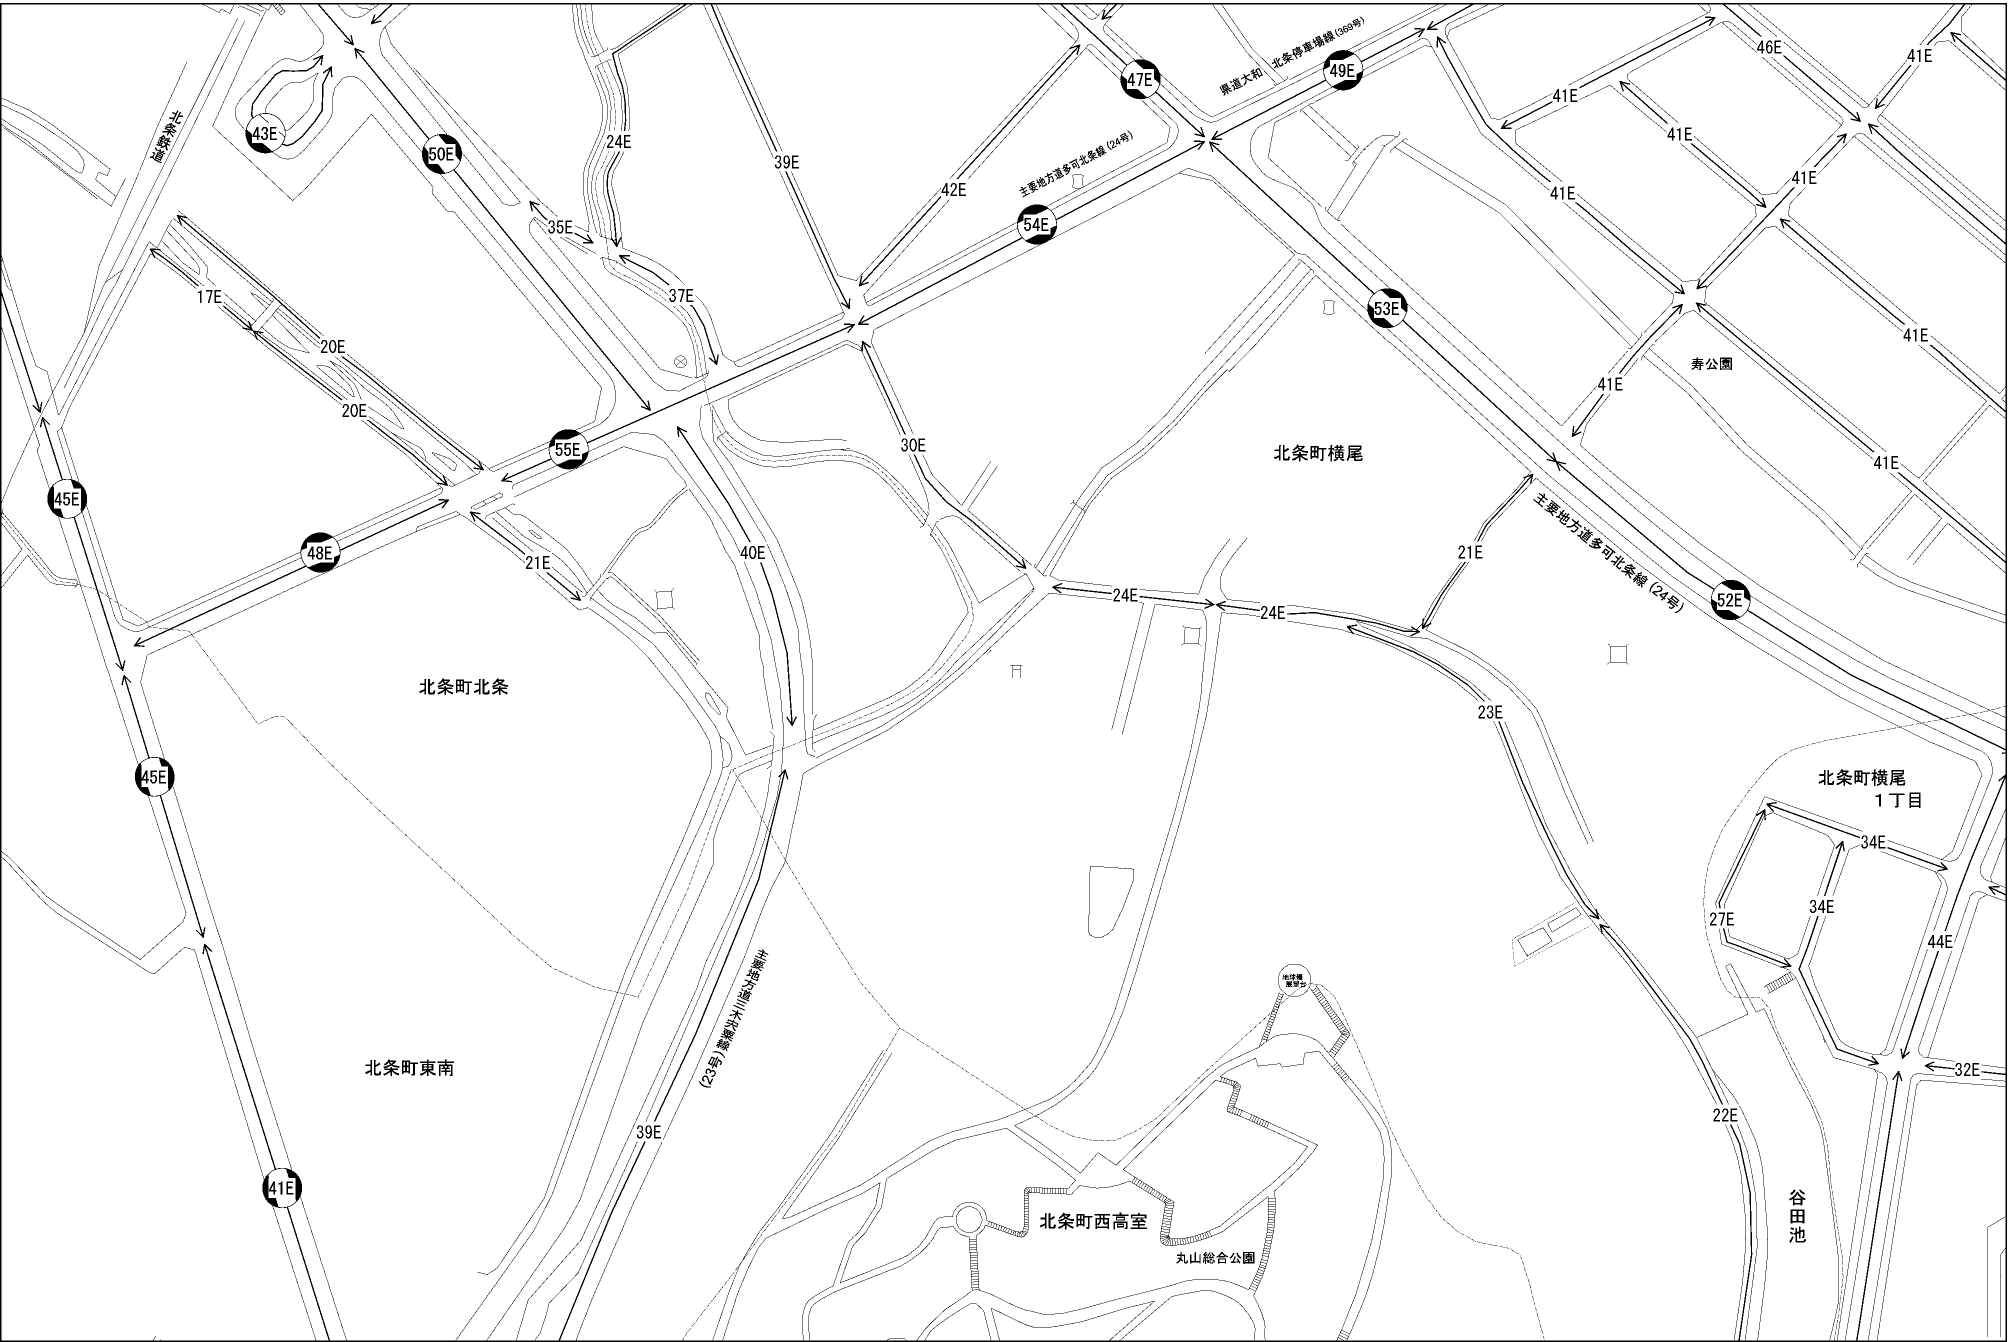 46E
41E
県道大和 北条停車場線(369号)
49E
47E
41E
北条鉄道
43E
50E
24E
39E
42E
主要地方道多可北条線(24号)
41E
41E
41E
35E
54E
17E
37E
53E
20E
41E
寿公園
20E
41E
30E
55E
北条町横尾
41E
45E
主要地方道多可北条線(24号)
48E
21E
40E
21E
24E
24E
52E
北条町北条
23E
45E
北条町横尾
1丁目
34E
27E
34E
44E
主要地方道三木宍粟線
(23号)
地球儀
展望台
北条町東南
32E
39E
22E
41E
北条町西高室
谷田池
丸山総合公園